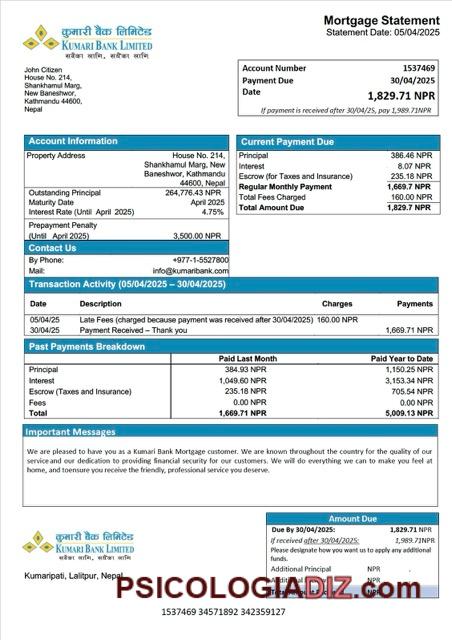 कुमारी बैंक लिमिटेड
KUMARI BANK LIMITED
सबैका लागि, सधैंका लागि
Mortgage Statement
Statement Date: 05/04/2025
John Citizen
House No. 214,
Shankhamul Marg,
New Baneshwor,
Kathmandu 44600,
Nepal
Account Number 1537469
Payment Due 30/04/2025
Date 1,829.71 NPR
If payment is received after 30/04/25, pay 1,989.71NPR
Account Information
Property Address House No. 214,
Shankhamul Marg, New
Baneshwor, Kathmandu
44600, Nepal
Outstanding Principal 264,776.43 NPR
Maturity Date April 2025
Interest Rate (Until April 2025) 4.75%
Prepayment Penalty
(Until April 2025) 3,500.00 NPR
Contact Us
By Phone: +977-1-5527800
Mail: info@kumaribank.com
Current Payment Due
Principal 386.46 NPR
Interest 8.07 NPR
Escrow (for Taxes and Insurance) 235.18 NPR
Regular Monthly Payment 1,669.7 NPR
Total Fees Charged 160.00 NPR
Total Amount Due 1,829.7 NPR
Transaction Activity (05/04/2025 – 30/04/2025)
Date Description Charges Payments
05/04/25 Late Fees (charged because payment was received after 30/04/2025) 160.00 NPR
30/04/25 Payment Received – Thank you 1,669.71 NPR
Past Payments Breakdown
Paid Last Month Paid Year to Date
Principal 384.93 NPR 1,150.25 NPR
Interest 1,049.60 NPR 3,153.34 NPR
Escrow (Taxes and Insurance) 235.18 NPR 705.54 NPR
Fees 0.00 NPR 0.00 NPR
Total 1,669.71 NPR 5,009.13 NPR
Important Messages
We are pleased to have you as a Kumari Bank Mortgage customer. We are known throughout the country for the quality of our
service and our dedication to providing financial security for our customers. We will do everything we can to make you feel at
home, and toensure you receive the friendly, professional service you deserve.
कुमारी बैंक लिमिटेड
KUMARI BANK LIMITED
सबैका लागि, सधैंका लागि
Kumaripati, Lalitpur, Nepal
Amount Due
Due By 30/04/2025: 1,829.71 NPR
If received after 30/04/2025: 1,989.71NPR
Please designate how you want us to apply any additional
funds.
Additional Principal NPR .
Additional NPR
PSICOLOGIADIZ.com
1537469 34571892 342359127